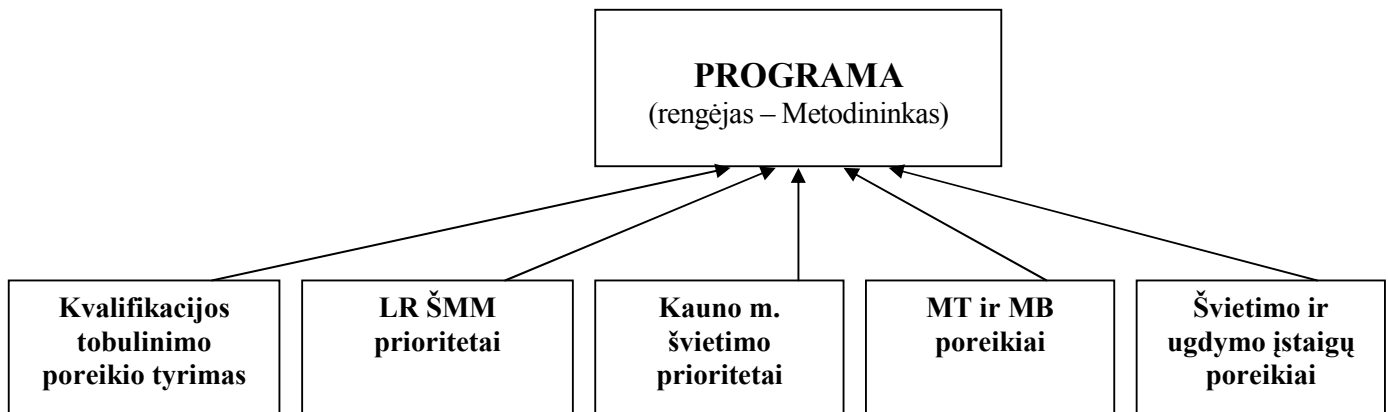 PROGRAMA
(rengėjas – Metodininkas)
Kvalifikacijos
tobulinimo
poreikio tyrimas
LR ŠMM
prioritetai
Kauno m.
švietimo
prioritetai
MT ir MB
poreikiai
Švietimo ir
ugdymo įstaigų
poreikiai